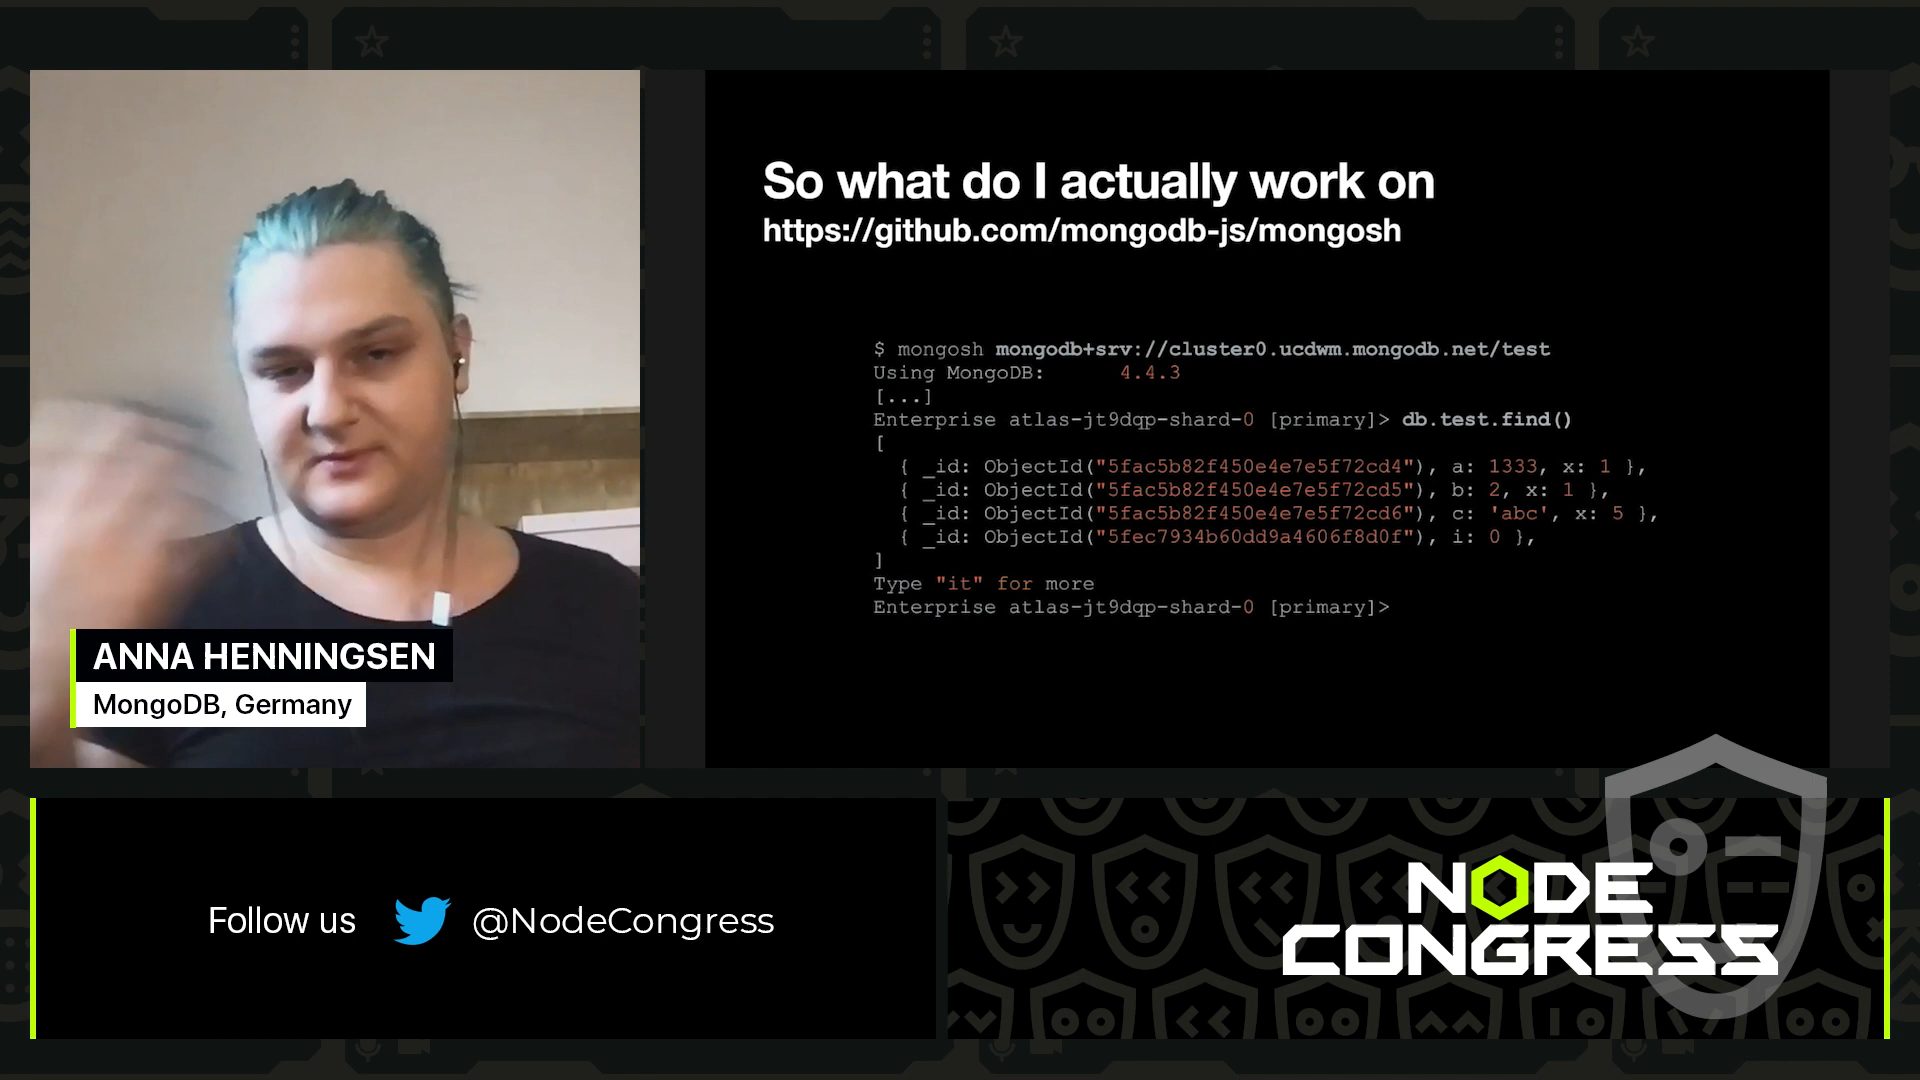 So what do I actually work on
https://github.com/mongodb-js/mongosh
$ mongosh mongodb+srv://cluster0.ucdwm.mongodb.net/test
Using MongoDB: 4.4.3
[...]
Enterprise atlas-jt9dqp-shard-0 [primary]> db.test.find()
[
{ _id: ObjectId("5fac5b82f450e4e7e5f72cd4"), a: 1333, x: 1 },
{ _id: ObjectId("5fac5b82f450e4e7e5f72cd5"), b: 2, x: 1 },
{ _id: ObjectId("5fac5b82f450e4e7e5f72cd6"), c: 'abc', x: 5 },
{ _id: ObjectId("5fec7934b60dd9a4606f8d0f"), i: 0 },
]
Type "it" for more
Enterprise atlas-jt9dqp-shard-0 [primary]>
ANNA HENNINGSEN
MongoDB, Germany
Follow us @NodeCongress
NODE
CONGRESS